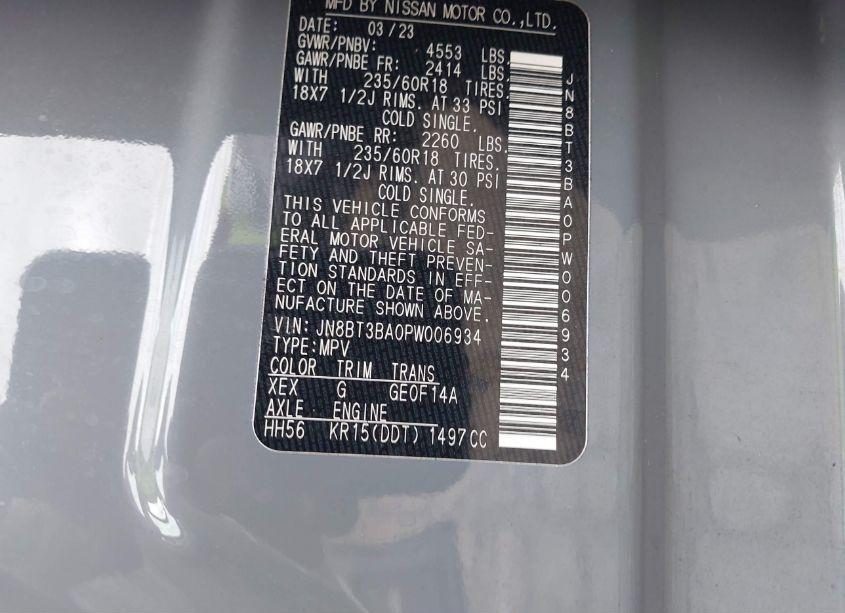 MFD BY NISSAN MOTOR CO.,LTD.
DATE: 03/23
GVWR/PNBV: 4553 LBS.
GAWR/PNBE FR: 2414 LBS.
WITH 235/60R18 TIRES.
18X7 1/2J RIMS. AT 33 PSI
COLD SINGLE.
GAWR/PNBE RR: 2260 LBS.
WITH 235/60R18 TIRES.
18X7 1/2J RIMS. AT 30 PSI
COLD SINGLE.
THIS VEHICLE CONFORMS
TO ALL APPLICABLE FED-
ERAL MOTOR VEHICLE SA-
FETY AND THEFT PREVEN-
TION STANDARDS IN EFF-
ECT ON THE DATE OF MA-
NUFACTURE SHOWN ABOVE.
VIN: JN8BT3BA0PW006934
TYPE:MPV
COLOR TRIM TRANS
XEX G GE0F14A
AXLE ENGINE
HH56 KR15(DDT) 1497CC
JN8BT3BA0PW006934